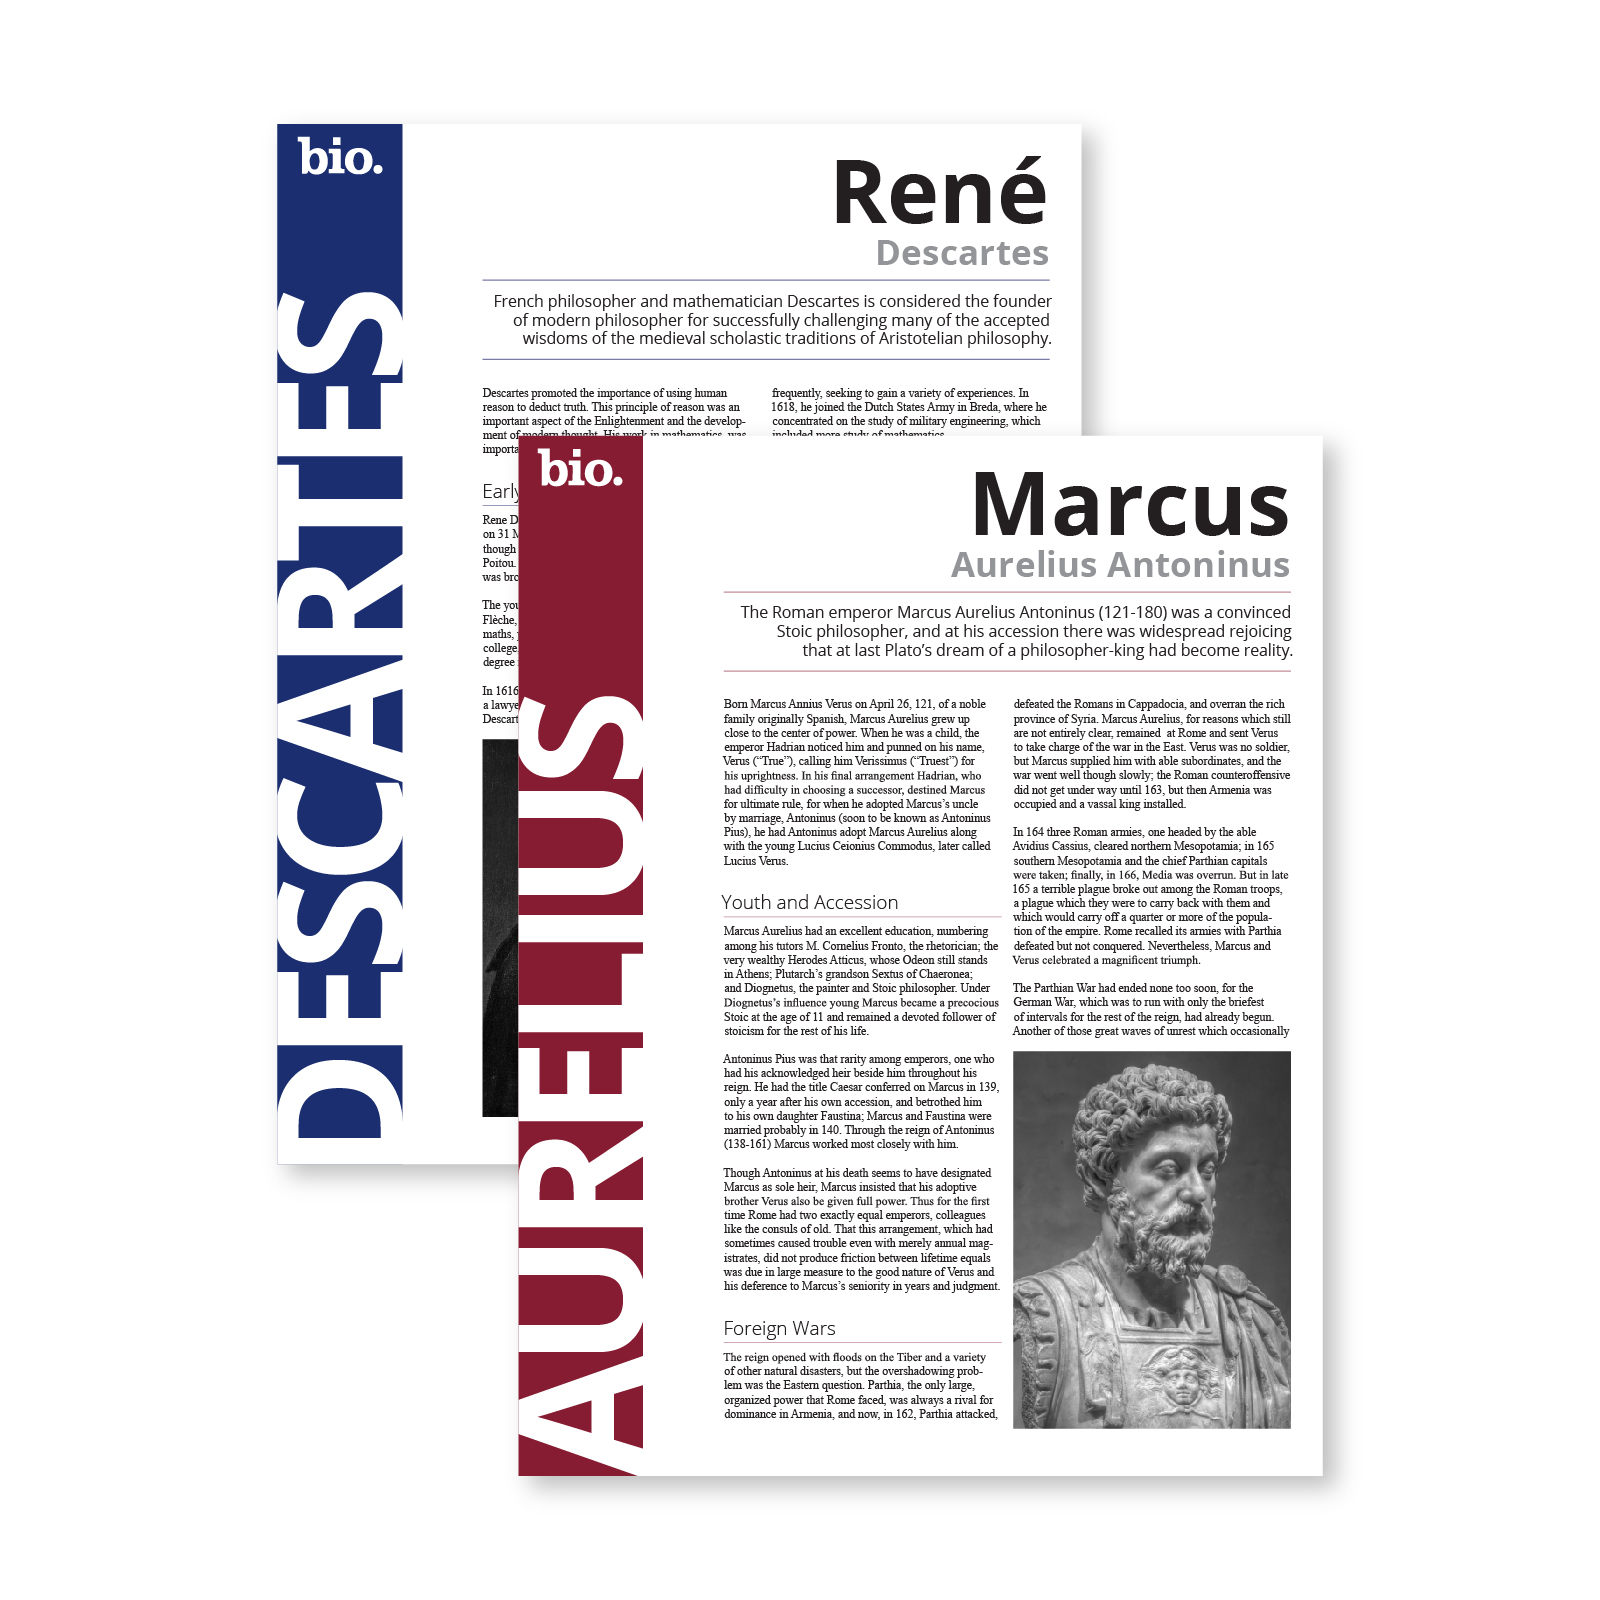 bio.
DESCARTES
René
Descartes
French philosopher and mathematician Descartes is considered the founder
of modern philosopher for successfully challenging many of the accepted
wisdoms of the medieval scholastic traditions of Aristotelian philosophy.
Descartes promoted the importance of using human
reason to deduct truth. This principle of reason was an
important aspect of the Enlightenment and the develop-
ment of modern thought. His work in mathematics, was
importa
Early
Rene D
on 31 M
though
Poitou.
was bro
The you
Flèche,
maths,
college
degree
In 1616
a lawye
Descart
frequently, seeking to gain a variety of experiences. In
1618, he joined the Dutch States Army in Breda, where he
concentrated on the study of military engineering, which
included more study of mathematics.
bio.
AURELIUS
Marcus
Aurelius Antoninus
The Roman emperor Marcus Aurelius Antoninus (121-180) was a convinced
Stoic philosopher, and at his accession there was widespread rejoicing
that at last Plato’s dream of a philosopher-king had become reality.
Born Marcus Annius Verus on April 26, 121, of a noble
family originally Spanish, Marcus Aurelius grew up
close to the center of power. When he was a child, the
emperor Hadrian noticed him and punned on his name,
Verus (“True”), calling him Verissimus (“Truest”) for
his uprightness. In his final arrangement Hadrian, who
had difficulty in choosing a successor, destined Marcus
for ultimate rule, for when he adopted Marcus’s uncle
by marriage, Antoninus (soon to be known as Antoninus
Pius), he had Antoninus adopt Marcus Aurelius along
with the young Lucius Ceionius Commodus, later called
Lucius Verus.
Youth and Accession
Marcus Aurelius had an excellent education, numbering
among his tutors M. Cornelius Fronto, the rhetorician; the
very wealthy Herodes Atticus, whose Odeon still stands
in Athens; Plutarch’s grandson Sextus of Chaeronea;
and Diognetus, the painter and Stoic philosopher. Under
Diognetus’s influence young Marcus became a precocious
Stoic at the age of 11 and remained a devoted follower of
stoicism for the rest of his life.
Antoninus Pius was that rarity among emperors, one who
had his acknowledged heir beside him throughout his
reign. He had the title Caesar conferred on Marcus in 139,
only a year after his own accession, and betrothed him
to his own daughter Faustina; Marcus and Faustina were
married probably in 140. Through the reign of Antoninus
(138-161) Marcus worked most closely with him.
Though Antoninus at his death seems to have designated
Marcus as sole heir, Marcus insisted that his adoptive
brother Verus also be given full power. Thus for the first
time Rome had two exactly equal emperors, colleagues
like the consuls of old. That this arrangement, which had
sometimes caused trouble even with merely annual mag-
istrates, did not produce friction between lifetime equals
was due in large measure to the good nature of Verus and
his deference to Marcus’s seniority in years and judgment.
Foreign Wars
The reign opened with floods on the Tiber and a variety
of other natural disasters, but the overshadowing prob-
lem was the Eastern question. Parthia, the only large,
organized power that Rome faced, was always a rival for
dominance in Armenia, and now, in 162, Parthia attacked,
defeated the Romans in Cappadocia, and overran the rich
province of Syria. Marcus Aurelius, for reasons which still
are not entirely clear, remained at Rome and sent Verus
to take charge of the war in the East. Verus was no soldier,
but Marcus supplied him with able subordinates, and the
war went well though slowly; the Roman counteroffensive
did not get under way until 163, but then Armenia was
occupied and a vassal king installed.
In 164 three Roman armies, one headed by the able
Avidius Cassius, cleared northern Mesopotamia; in 165
southern Mesopotamia and the chief Parthian capitals
were taken; finally, in 166, Media was overrun. But in late
165 a terrible plague broke out among the Roman troops,
a plague which they were to carry back with them and
which would carry off a quarter or more of the popula-
tion of the empire. Rome recalled its armies with Parthia
defeated but not conquered. Nevertheless, Marcus and
Verus celebrated a magnificent triumph.
The Parthian War had ended none too soon, for the
German War, which was to run with only the briefest
of intervals for the rest of the reign, had already begun.
Another of those great waves of unrest which occasionally